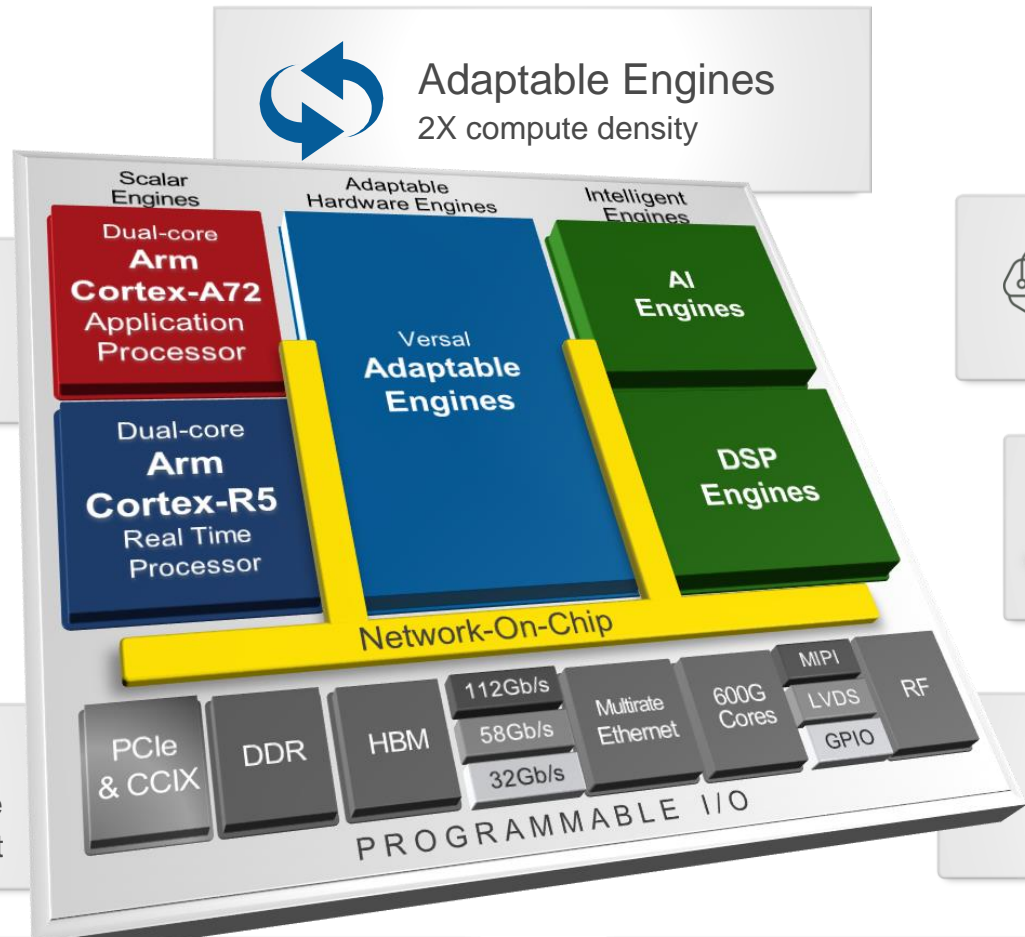 Adaptable Engines
2X compute density
Scalar
Engines
Adaptable
Hardware Engines
Intelligent
Engines
Dual-core
Arm
Cortex-A72
Application
Processor
Dual-core
Arm
Cortex-R5
Real Time
Processor
Versal
Adaptable
Engines
AI
Engines
DSP
Engines
Network-On-Chip
PCIe
& CCIX
DDR
HBM
112Gb/s
58Gb/s
32Gb/s
Multirate
Ethernet
600G
Cores
MIPI
LVDS
GPIO
RF
PROGRAMMABLE I/O